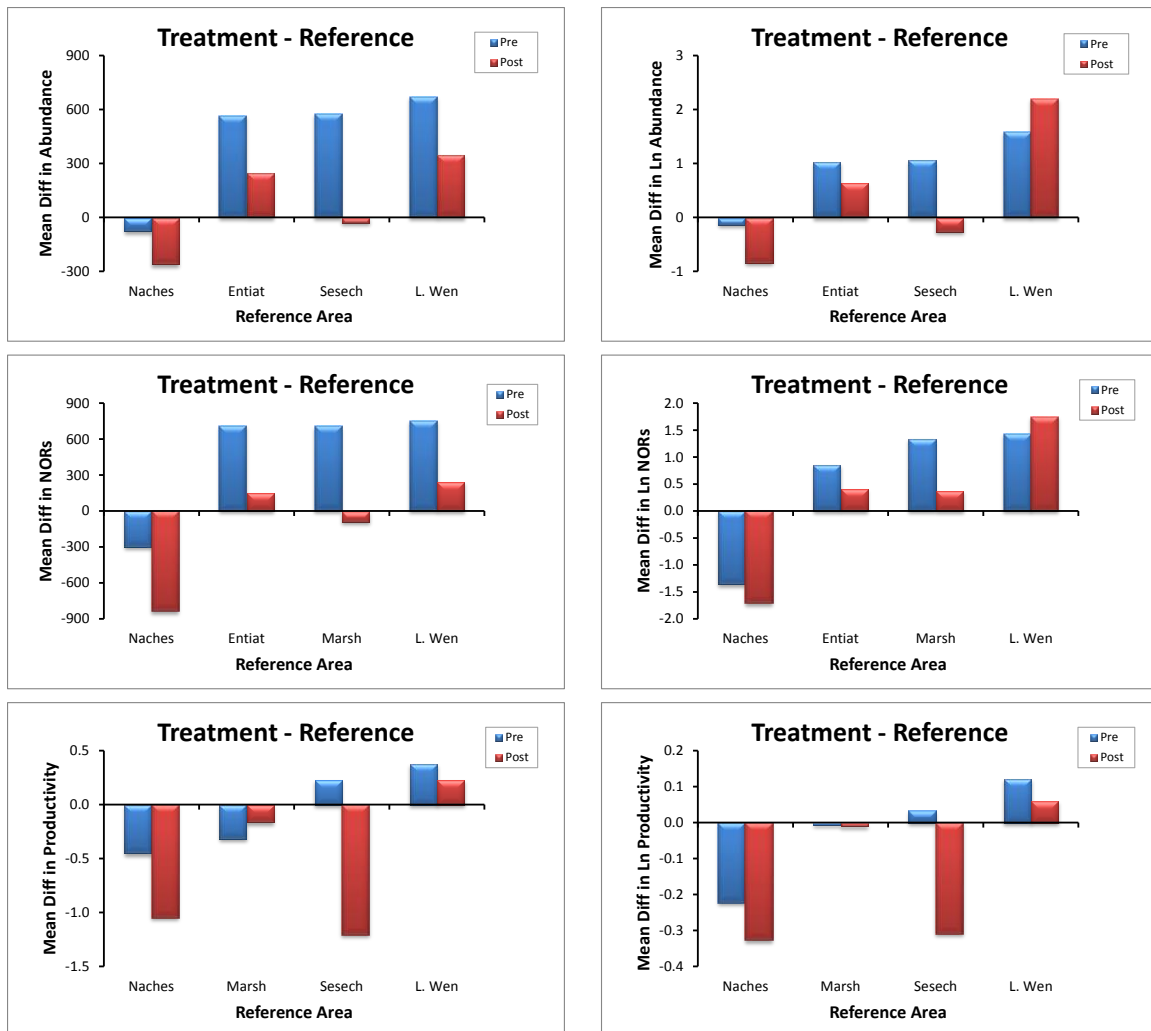 Treatment - Reference
Pre
Post
Mean Diff in Abundance
900
600
300
0
-300
Naches Entiat Sesech L. Wen
Reference Area
Treatment - Reference
Pre
Post
Mean Diff in Ln Abundance
3
2
1
0
-1
Naches Entiat Sesech L. Wen
Reference Area
Treatment - Reference
Pre
Post
Mean Diff in NORs
900
600
300
0
-300
-600
-900
Naches Entiat Marsh L. Wen
Reference Area
Treatment - Reference
Pre
Post
Mean Diff in Ln NORs
2.0
1.5
1.0
0.5
0.0
-0.5
-1.0
-1.5
-2.0
Naches Entiat Marsh L. Wen
Reference Area
Treatment - Reference
Pre
Post
Mean Diff in Productivity
0.5
0.0
-0.5
-1.0
-1.5
Naches Marsh Sesech L. Wen
Reference Area
Treatment - Reference
Pre
Post
Mean Diff in Ln Productivity
0.2
0.1
0.0
-0.1
-0.2
-0.3
-0.4
Naches Marsh Sesech L. Wen
Reference Area